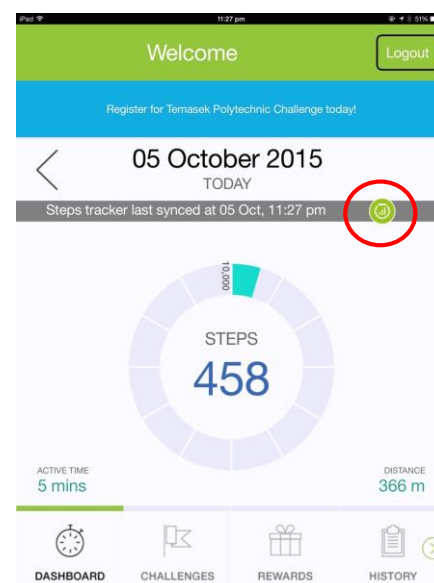 iPad 11:27 pm 51%
Welcome
Logout
Register for Temasek Polytechnic Challenge today!
05 October 2015
TODAY
Steps tracker last synced at 05 Oct, 11:27 pm
10,000
STEPS
458
ACTIVE TIME
5 mins
DISTANCE
366 m
DASHBOARD CHALLENGES REWARDS HISTORY